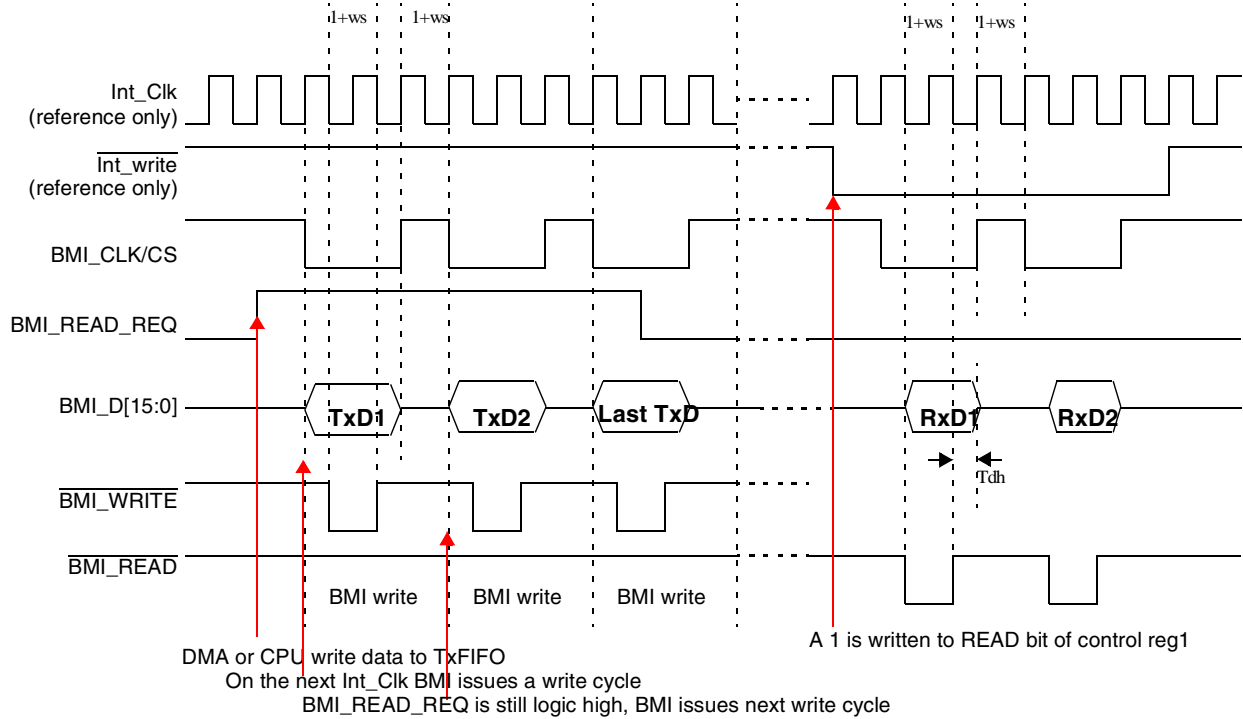 1+ws 1+ws 1+ws 1+ws
Int_Clk
(reference only)
Int_write
(reference only)
BMI_CLK/CS
BMI_READ_REQ
BMI_D[15:0] TxD1 TxD2 Last TxD RxD1 RxD2
Tdh
BMI_WRITE
BMI_READ
BMI write BMI write BMI write
A 1 is written to READ bit of control reg1
DMA or CPU write data to TxFIFO
On the next Int_Clk BMI issues a write cycle
BMI_READ_REQ is still logic high, BMI issues next write cycle